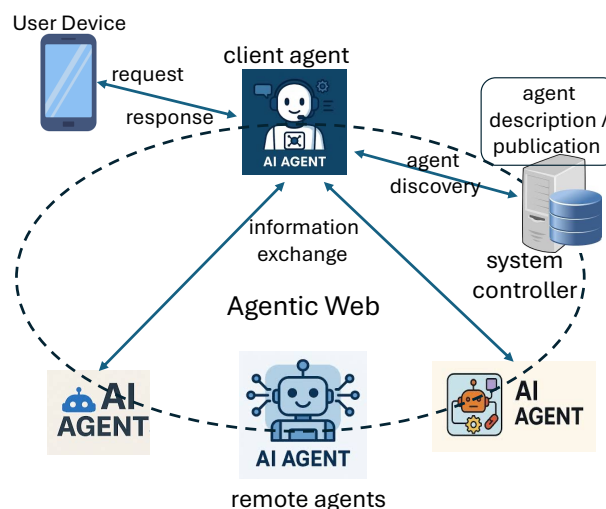 User Device
client agent
request
response
AI AGENT
agent
description /
publication
agent
discovery
information
exchange
system
controller
Agentic Web
AI
AGENT
AI AGENT
AI
AGENT
remote agents